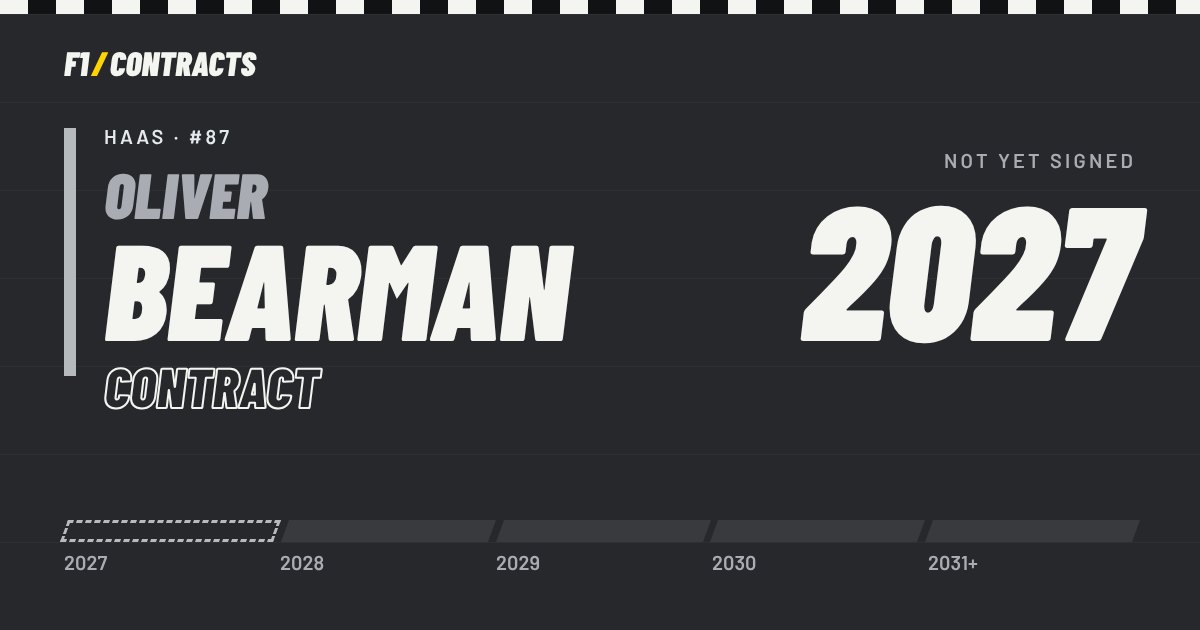 F1/CONTRACTS
HAAS · #87
OLIVER
BEARMAN
CONTRACT
NOT YET SIGNED
2027
2027 2028 2029 2030 2031+